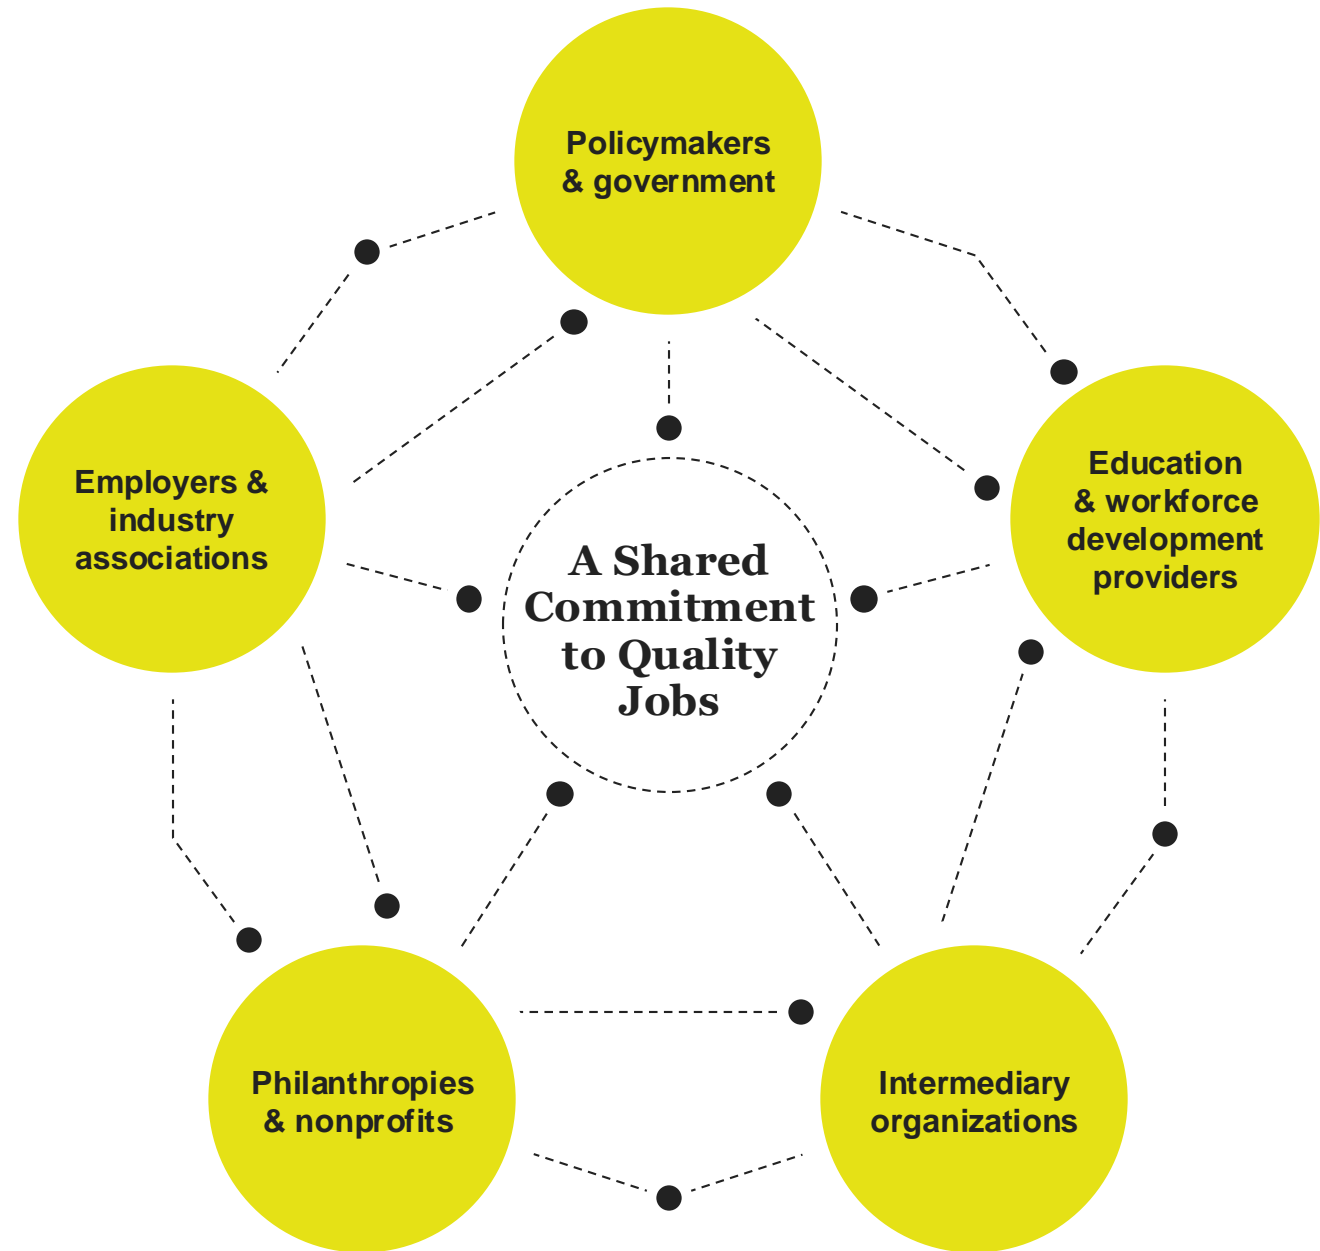 Policymakers
& government
Employers &
industry
associations
Education
& workforce
development
providers
A Shared
Commitment
to Quality
Jobs
Philanthropies
& nonprofits
Intermediary
organizations